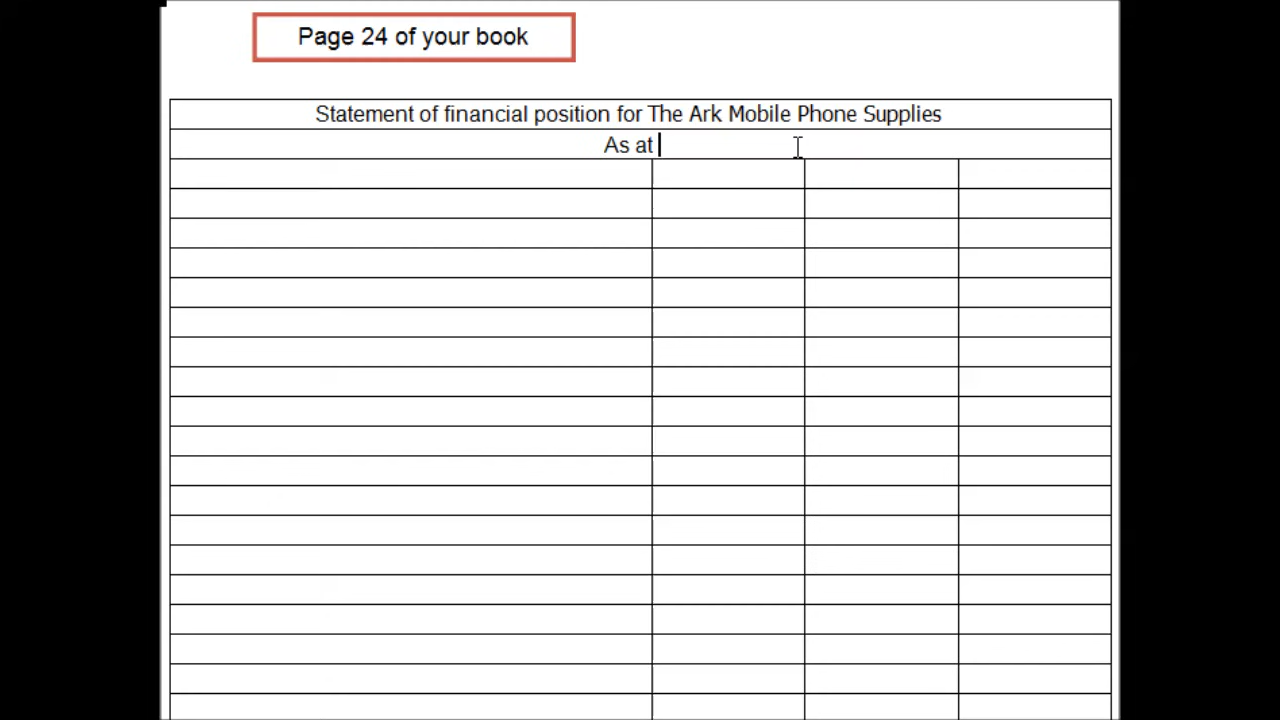 Page 24 of your book
Statement of financial position for The Ark Mobile Phone Supplies
As at